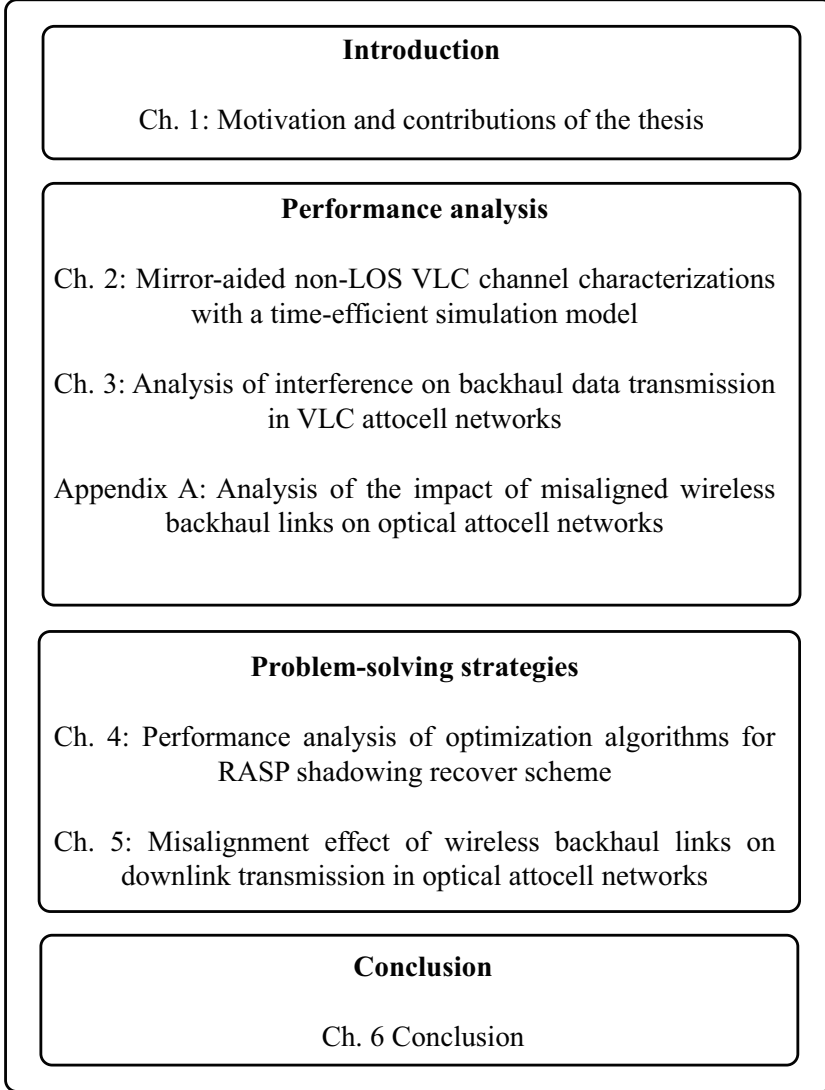 Introduction
Ch. 1: Motivation and contributions of the thesis
Performance analysis
Ch. 2: Mirror-aided non-LOS VLC channel characterizations
with a time-efficient simulation model
Ch. 3: Analysis of interference on backhaul data transmission
in VLC attocell networks
Appendix A: Analysis of the impact of misaligned wireless
backhaul links on optical attocell networks
Problem-solving strategies
Ch. 4: Performance analysis of optimization algorithms for
RASP shadowing recover scheme
Ch. 5: Misalignment effect of wireless backhaul links on
downlink transmission in optical attocell networks
Conclusion
Ch. 6 Conclusion